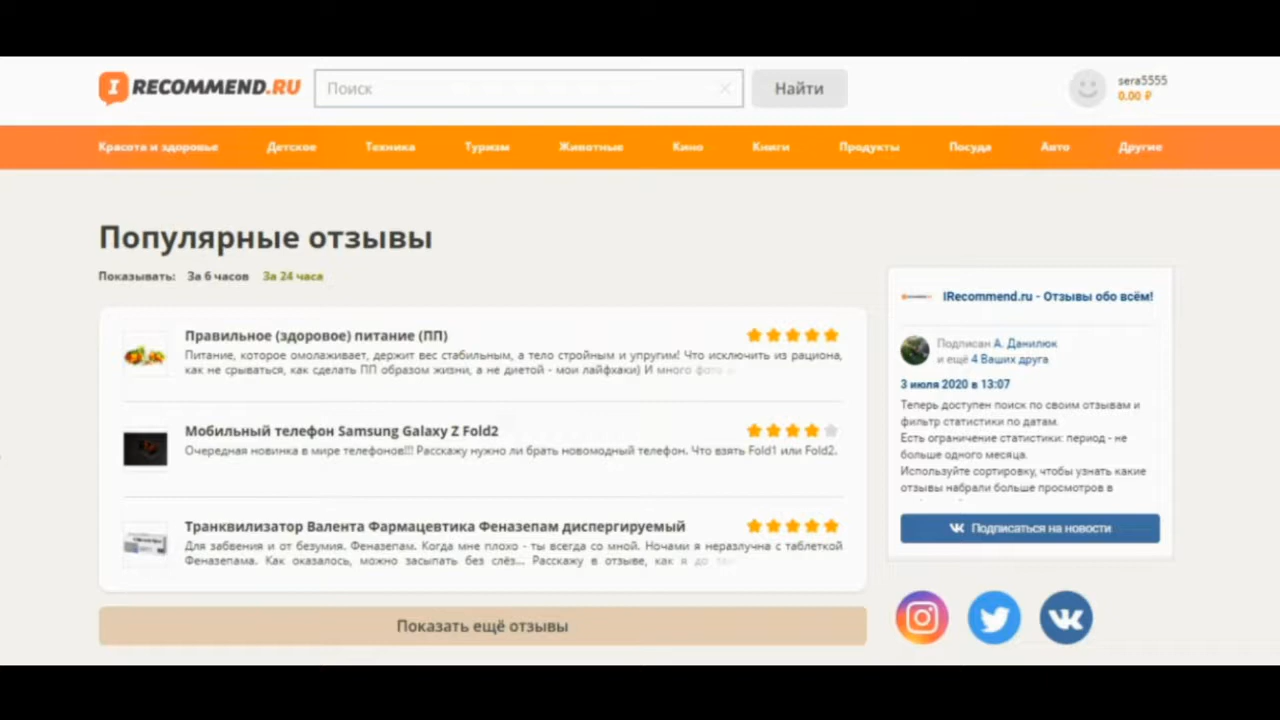 I RECOMMEND.RU
Поиск
Найти
sera5555
0.00 ₽
Красота и здоровье Детское Техника Туризм Животные Кино Книги Продукты Посуда Авто Другие
Популярные отзывы
Показывать: За 6 часов За 24 часа
Правильное (здоровое) питание (ПП)
Питание, которое омолаживает, держит вес стабильным, а тело стройным и упругим! Что исключить из рациона,
как не срываться, как сделать ПП образом жизни, а не диетой - мои лайфхаки) И много фото
Мобильный телефон Samsung Galaxy Z Fold2
Очередная новинка в мире телефонов!!! Расскажу нужно ли брать новомодный телефон. Что взять Fold1 или Fold2.
Транквилизатор Валента Фармацевтика Феназепам диспергируемый
Для забвения и от безумия. Феназепам. Когда мне плохо - ты всегда со мной. Ночами я неразлучна с таблеткой
Феназепама. Как оказалось, можно засыпать без слёз... Расскажу в отзыве, как я до
Показать ещё отзывы
IRecommend.ru - Отзывы обо всём!
Подписан А. Данилюк
и ещё 4 Ваших друга
3 июля 2020 в 13:07
Теперь доступен поиск по своим отзывам и
фильтр статистики по датам.
Есть ограничение статистики: период - не
больше одного месяца.
Используйте сортировку, чтобы узнать какие
отзывы набрали больше просмотров в
Подписаться на новости